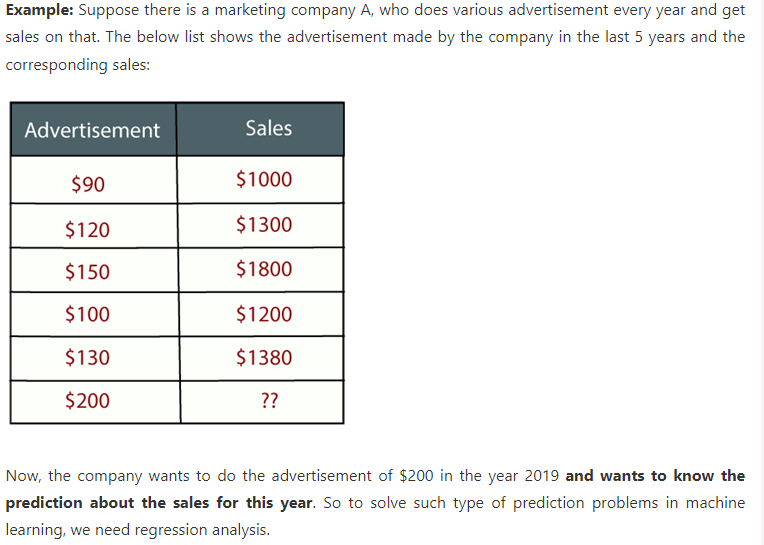 Example: Suppose there is a marketing company A, who does various advertisement every year and get
sales on that. The below list shows the advertisement made by the company in the last 5 years and the
corresponding sales:
Advertisement Sales
$90 $1000
$120 $1300
$150 $1800
$100 $1200
$130 $1380
$200 ??
Now, the company wants to do the advertisement of $200 in the year 2019 and wants to know the
prediction about the sales for this year. So to solve such type of prediction problems in machine
learning, we need regression analysis.